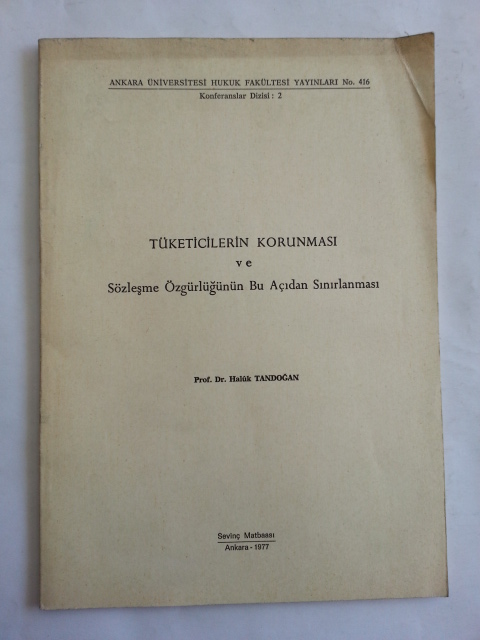 ANKARA ÜNİVERSİTESİ HUKUK FAKÜLTESİ YAYINLARI No. 416
Konferanslar Dizisi : 2
TÜKETİCİLERİN KORUNMASI
ve
Sözleşme Özgürlüğünün Bu Açıdan Sınırlanması
Prof. Dr. Halûk TANDOĞAN
Sevinç Matbaası
Ankara - 1977